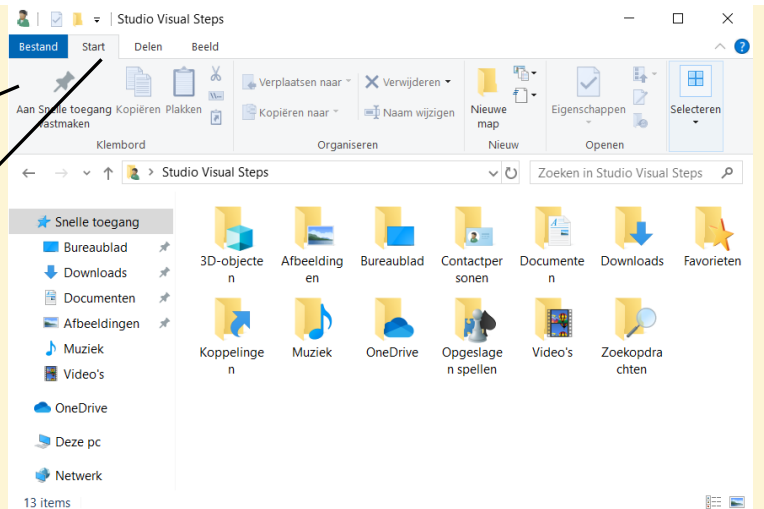 Studio Visual Steps
Bestand Start Delen Beeld
Aan Snelle toegang vastmaken
Kopiëren Plakken
Klembord
Verplaatsen naar Verwijderen
Kopiëren naar Naam wijzigen
Organiseren
Nieuwe map
Nieuw
Eigenschappen
Openen
Selecteren
Studio Visual Steps
Zoeken in Studio Visual Steps
Snelle toegang
Bureaublad
Downloads
Documenten
Afbeeldingen
Muziek
Video's
OneDrive
Deze pc
Netwerk
3D-objecte Afbeelding Bureaublad Contactper Documente Downloads Favorieten
n en sonen n
Koppelinge Muziek OneDrive Opgeslage Video's Zoekopdra
n n spellen chten
13 items